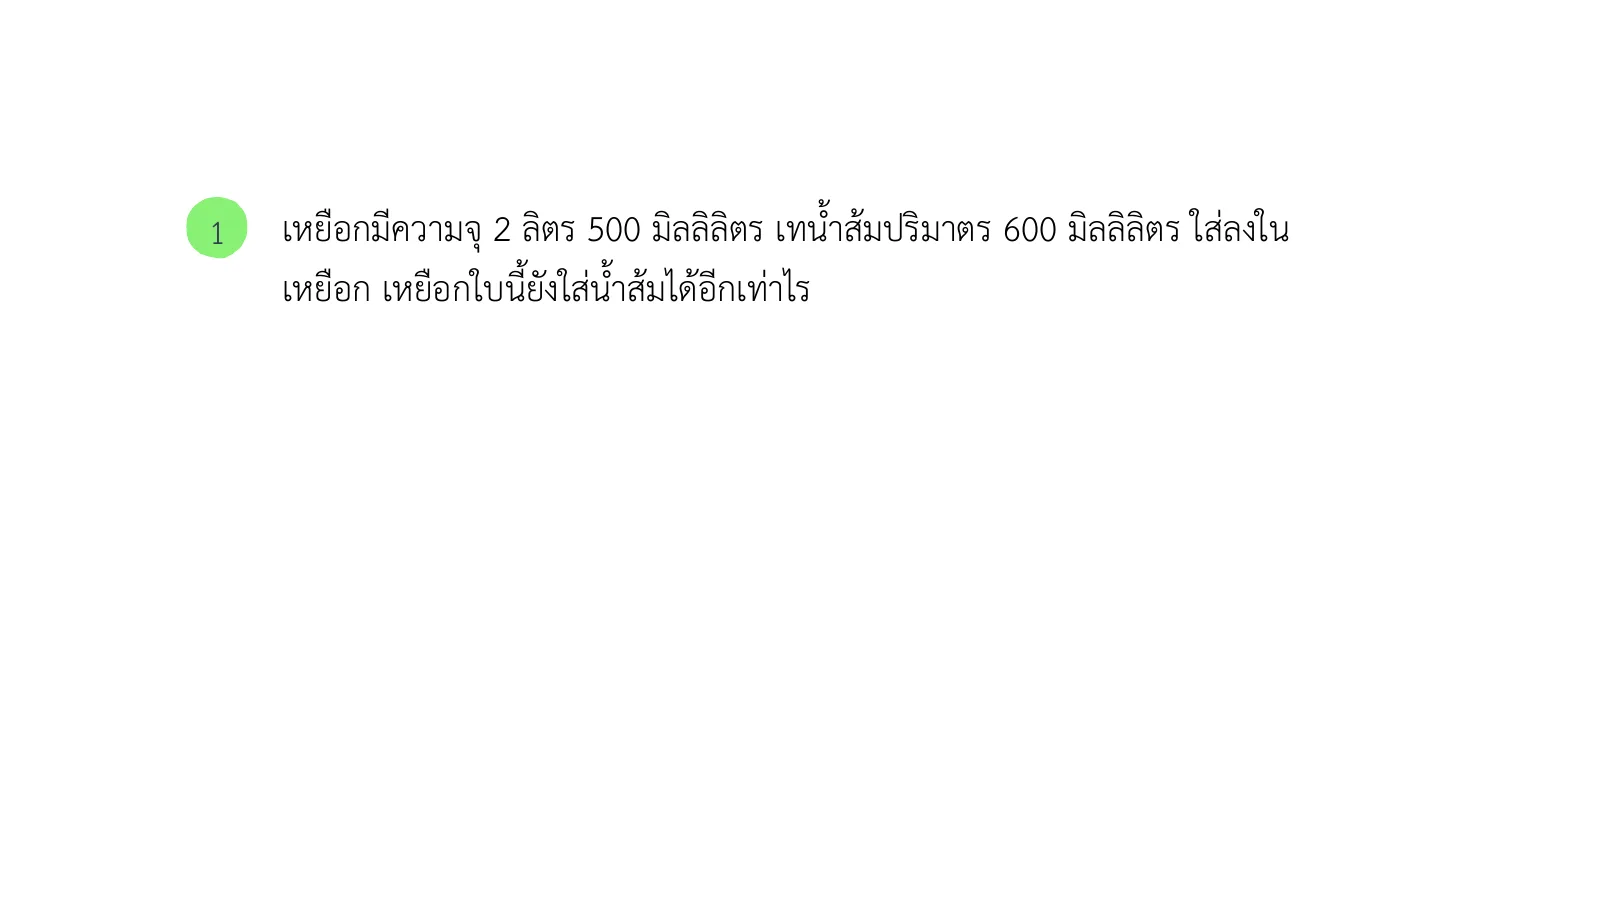 1 เหยือกมีความจุ 2 ลิตร 500 มิลลิลิตร เทน้ำส้มปริมาตร 600 มิลลิลิตร ใส่ลงใน
เหยือก เหยือกใบนี้ยังใส่น้ำส้มได้อีกเท่าไร